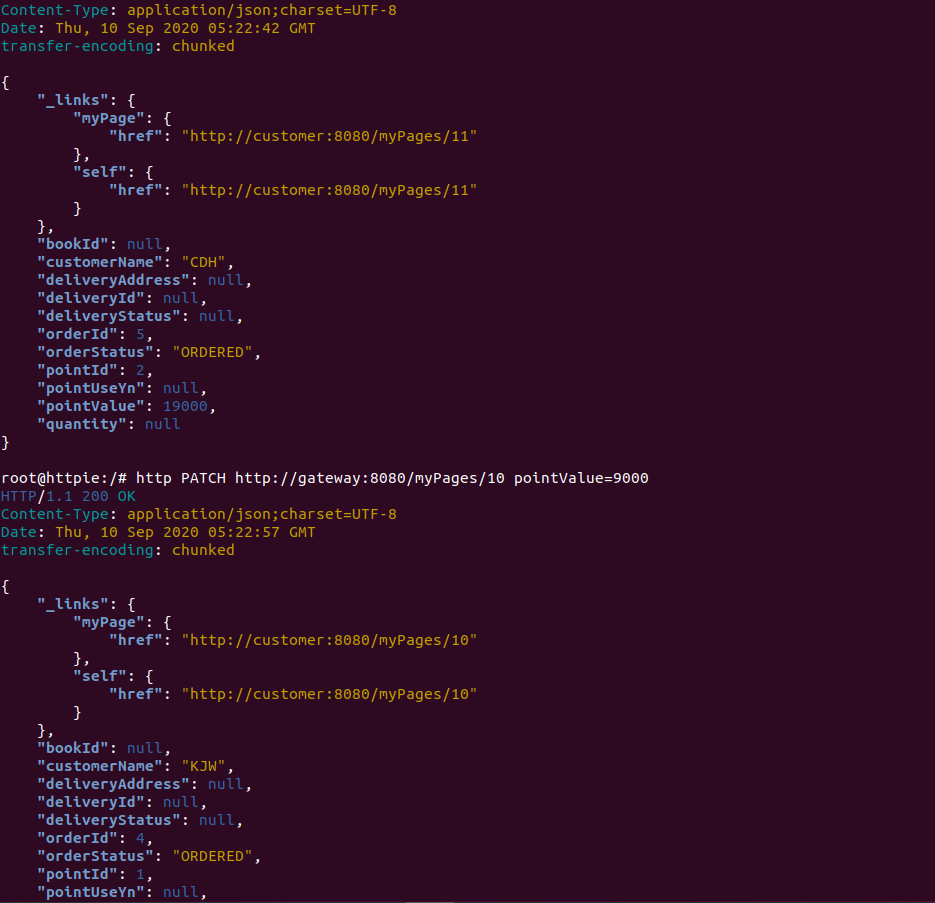 Content-Type: application/json;charset=UTF-8
Date: Thu, 10 Sep 2020 05:22:42 GMT
transfer-encoding: chunked

{
    "_links": {
        "myPage": {
            "href": "http://customer:8080/myPages/11"
        },
        "self": {
            "href": "http://customer:8080/myPages/11"
        }
    },
    "bookId": null,
    "customerName": "CDH",
    "deliveryAddress": null,
    "deliveryId": null,
    "deliveryStatus": null,
    "orderId": 5,
    "orderStatus": "ORDERED",
    "pointId": 2,
    "pointUseYn": null,
    "pointValue": 19000,
    "quantity": null
}

root@httpie:/# http PATCH http://gateway:8080/myPages/10 pointValue=9000
HTTP/1.1 200 OK
Content-Type: application/json;charset=UTF-8
Date: Thu, 10 Sep 2020 05:22:57 GMT
transfer-encoding: chunked

{
    "_links": {
        "myPage": {
            "href": "http://customer:8080/myPages/10"
        },
        "self": {
            "href": "http://customer:8080/myPages/10"
        }
    },
    "bookId": null,
    "customerName": "KJW",
    "deliveryAddress": null,
    "deliveryId": null,
    "deliveryStatus": null,
    "orderId": 4,
    "orderStatus": "ORDERED",
    "pointId": 1,
    "pointUseYn": null,